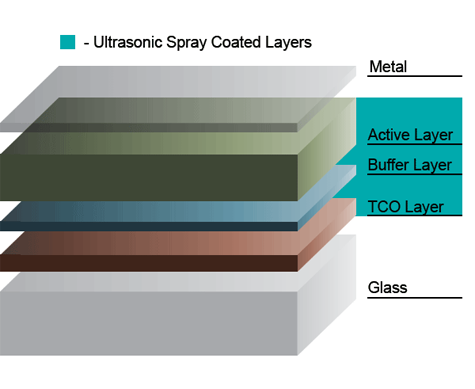 - Ultrasonic Spray Coated Layers
Metal
Active Layer
Buffer Layer
TCO Layer
Glass